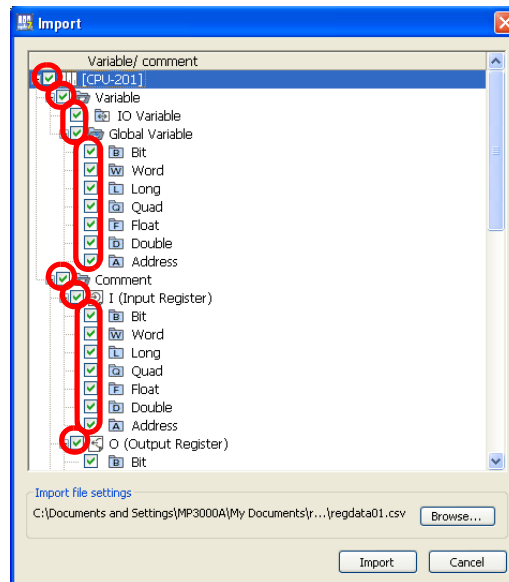 Import
Variable/ comment
[CPU-201]
Variable
IO Variable
Global Variable
B Bit
W Word
L Long
Q Quad
F Float
D Double
A Address
Comment
I (Input Register)
B Bit
W Word
L Long
Q Quad
F Float
D Double
A Address
O (Output Register)
B Bit
Import file settings
C:\Documents and Settings\MP3000A\My Documents\r...\regdata01.csv Browse...
Import Cancel